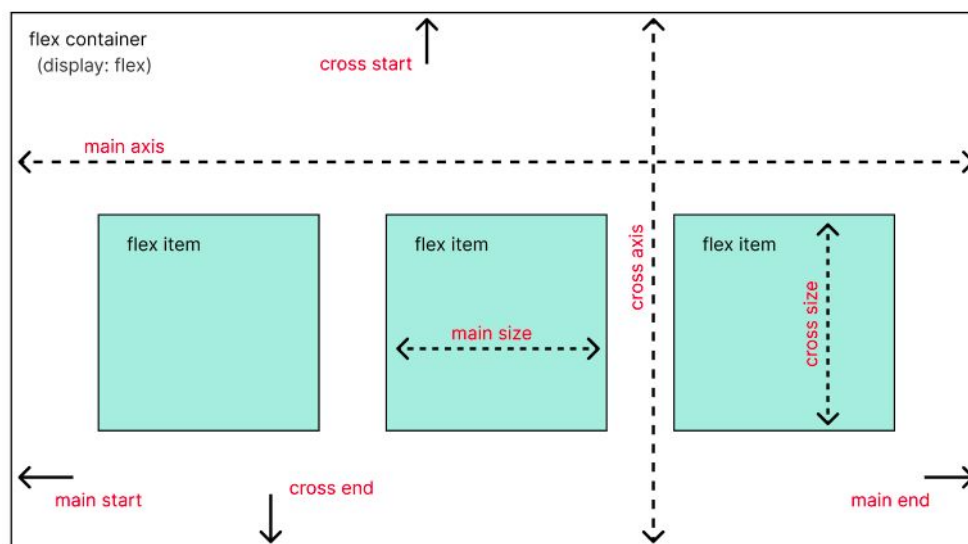 flex container
(display: flex)
cross start
main axis
flex item
flex item
flex item
main size
cross axis
cross size
main start
cross end
main end